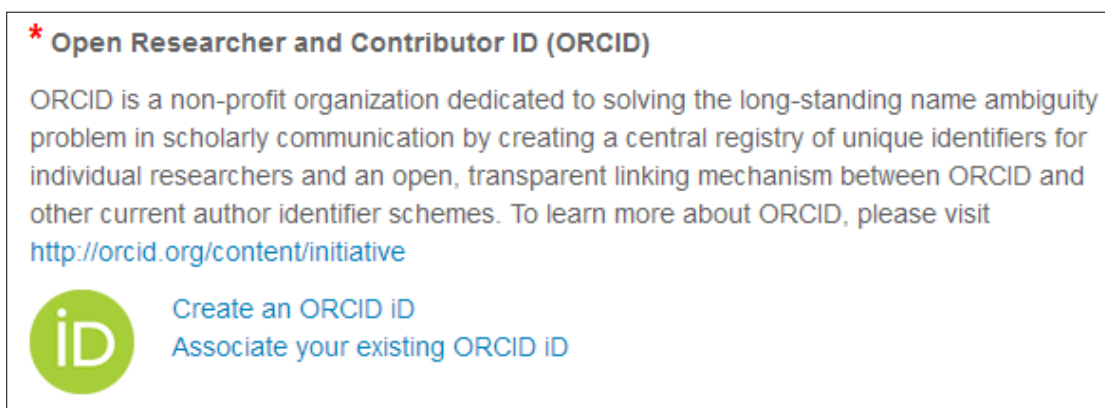 * Open Researcher and Contributor ID (ORCID)
ORCID is a non-profit organization dedicated to solving the long-standing name ambiguity
problem in scholarly communication by creating a central registry of unique identifiers for
individual researchers and an open, transparent linking mechanism between ORCID and
other current author identifier schemes. To learn more about ORCID, please visit
http://orcid.org/content/initiative
iD
Create an ORCID iD
Associate your existing ORCID iD